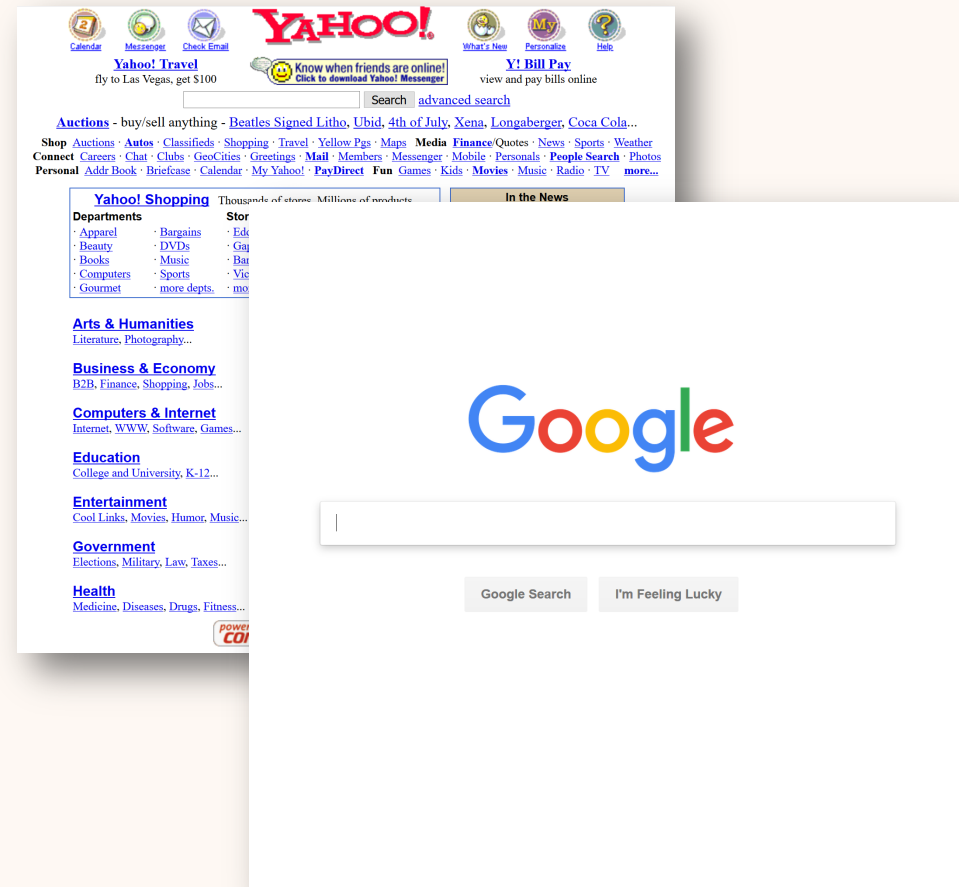 2
My
?
YAHOO!
Calendar Messenger Check Email What's New Personalize Help
Yahoo! Travel
fly to Las Vegas, get $100
Know when friends are online!
Click to download Yahoo! Messenger
Y! Bill Pay
view and pay bills online
Search advanced search
Auctions - buy/sell anything - Beatles Signed Litho, Ubid, 4th of July, Xena, Longaberger, Coca Cola...
Shop Auctions · Autos · Classifieds · Shopping · Travel · Yellow Pgs · Maps Media Finance/Quotes · News · Sports · Weather
Connect Careers · Chat · Clubs · GeoCities · Greetings · Mail · Members · Messenger · Mobile · Personals · People Search · Photos
Personal Addr Book · Briefcase · Calendar · My Yahoo! · PayDirect Fun Games · Kids · Movies · Music · Radio · TV more...
Yahoo! Shopping Thousands of stores. Millions of products.
In the News
Departments
· Apparel · Bargains
· Beauty · DVDs
· Books · Music
· Computers · Sports
· Gourmet · more depts.
Arts & Humanities
Literature, Photography...
Business & Economy
B2B, Finance, Shopping, Jobs...
Computers & Internet
Internet, WWW, Software, Games...
Education
College and University, K-12...
Entertainment
Cool Links, Movies, Humor, Music...
Government
Elections, Military, Law, Taxes...
Health
Medicine, Diseases, Drugs, Fitness...
Google
Google Search I'm Feeling Lucky